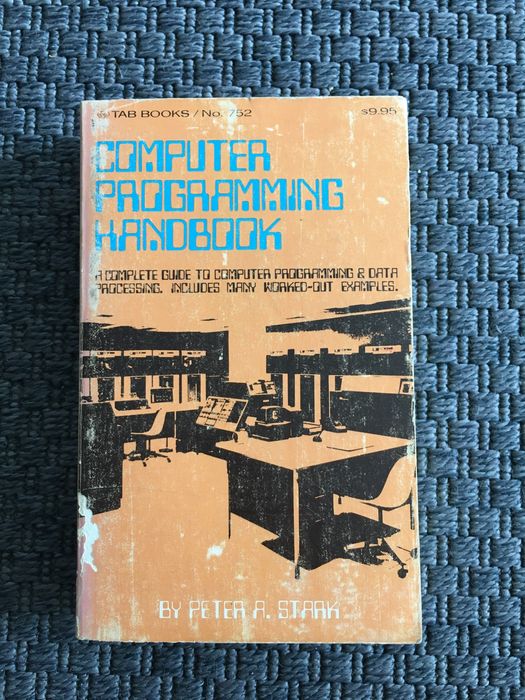 TAB BOOKS / No. 752 $9.95
COMPUTER
PROGRAMMING
HANDBOOK
A COMPLETE GUIDE TO COMPUTER PROGRAMMING & DATA
PROCESSING. INCLUDES MANY WORKED-OUT EXAMPLES.
BY PETER A. STARK